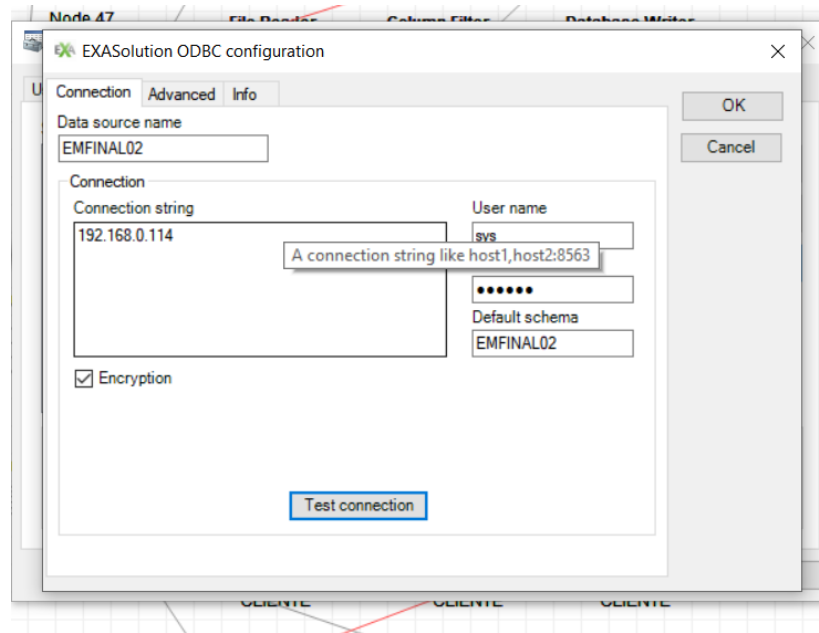 Node 47 File Reader Column Filter Database Writer
EXASolution ODBC configuration
Connection Advanced Info
OK
Cancel
Data source name
EMFINAL02
Connection
Connection string
192.168.0.114
User name
sys
A connection string like host1,host2:8563
••••••
Default schema
EMFINAL02
Encryption
Test connection
CLIENTE CLIENTE CLIENTE